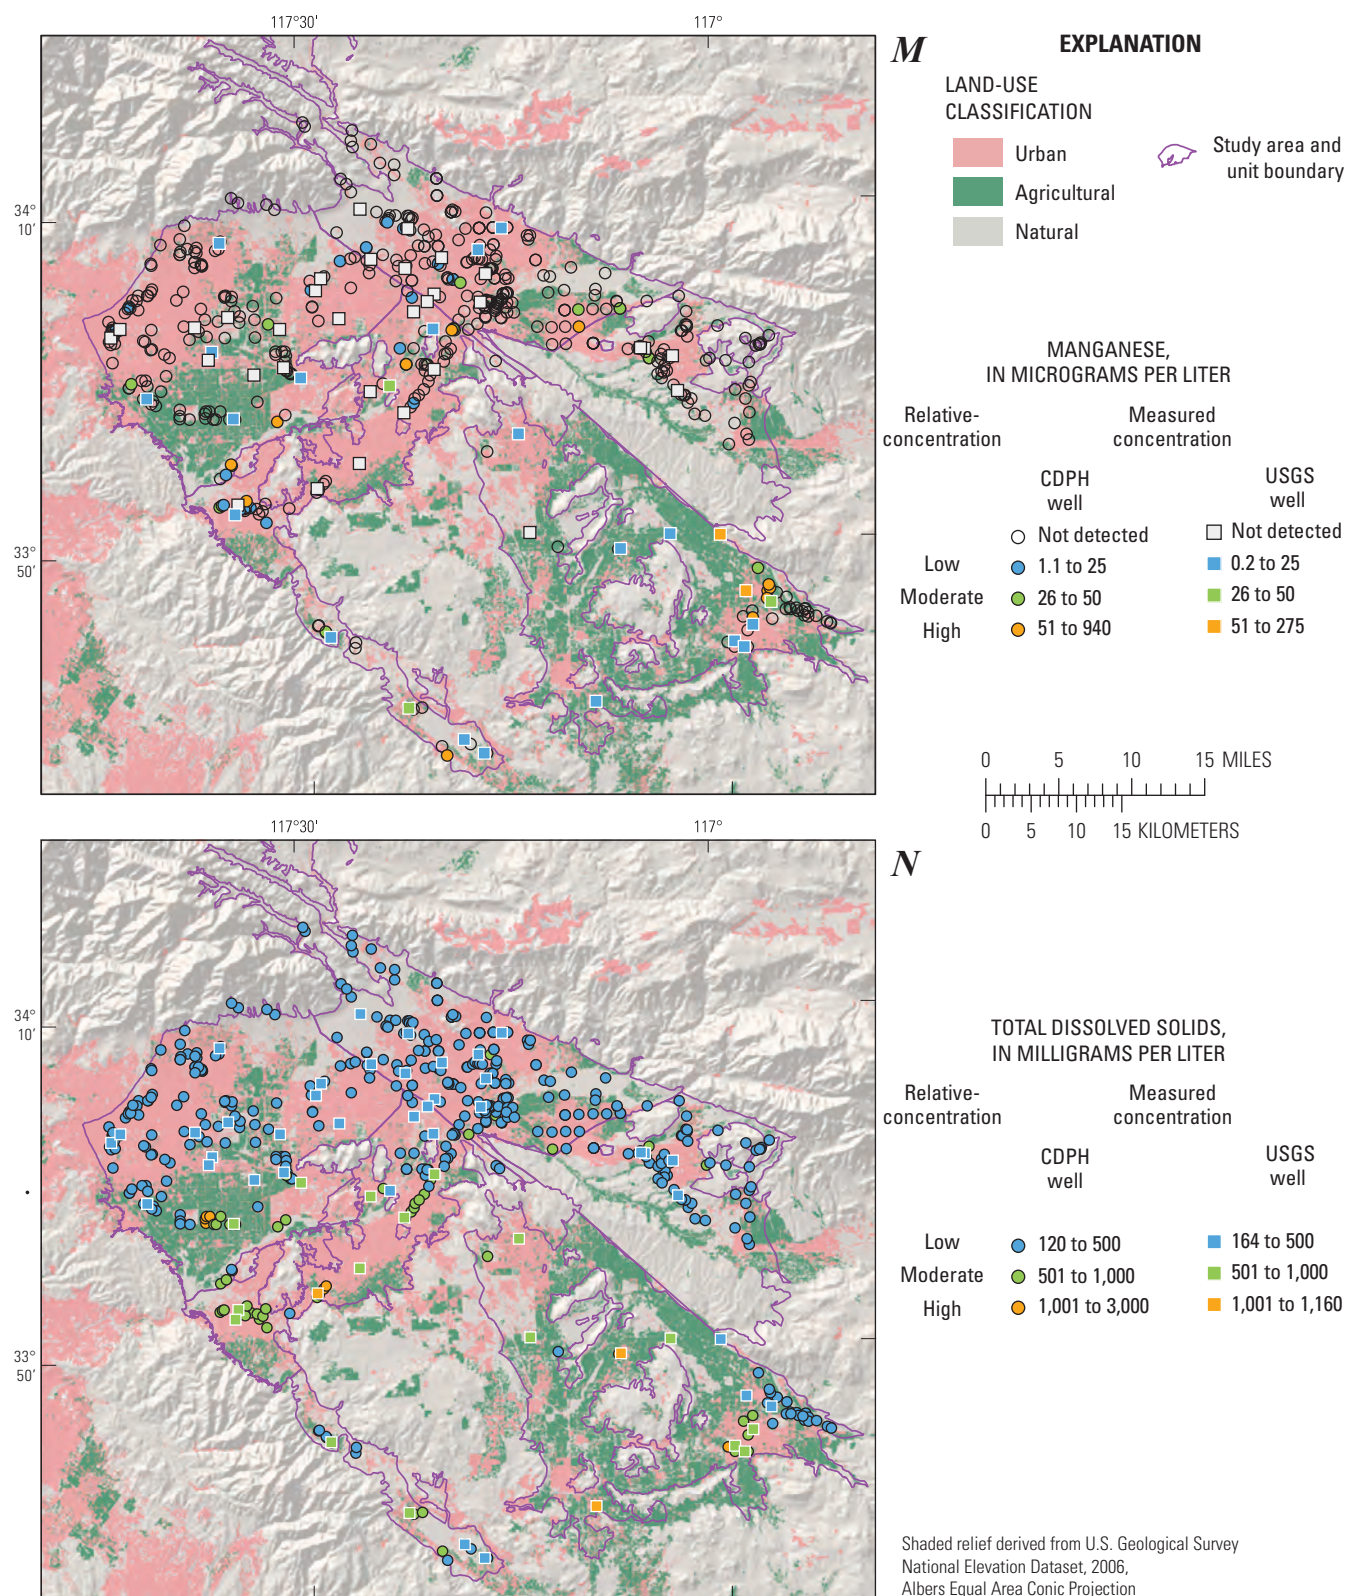 117°30'
117°
M
EXPLANATION
LAND-USE
CLASSIFICATION
Urban
Agricultural
Natural
Study area and
unit boundary
34°
10'
33°
50'
MANGANESE,
IN MICROGRAMS PER LITER
Relative-
concentration
Measured
concentration
CDPH
well
USGS
well
Not detected
Not detected
Low
1.1 to 25
0.2 to 25
Moderate
26 to 50
26 to 50
High
51 to 940
51 to 275
0 5 10 15 MILES
0 5 10 15 KILOMETERS
117°30'
117°
N
34°
10'
33°
50'
TOTAL DISSOLVED SOLIDS,
IN MILLIGRAMS PER LITER
Relative-
concentration
Measured
concentration
CDPH
well
USGS
well
Low
120 to 500
164 to 500
Moderate
501 to 1,000
501 to 1,000
High
1,001 to 3,000
1,001 to 1,160
Shaded relief derived from U.S. Geological Survey
National Elevation Dataset, 2006,
Albers Equal Area Conic Projection